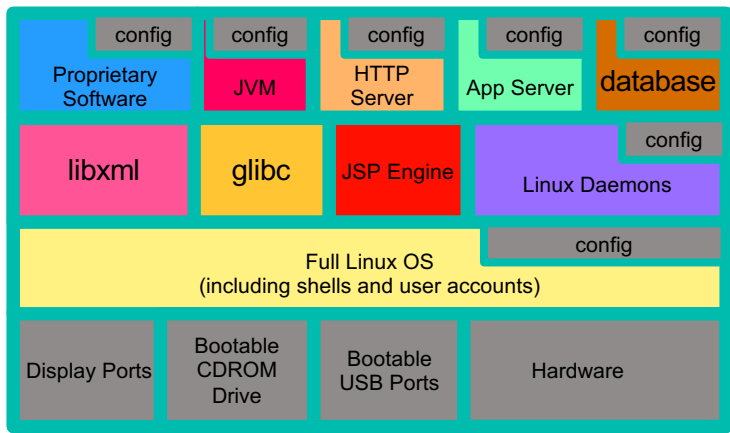 config
config
config
config
config
Proprietary
Software
JVM
HTTP
Server
App Server
database
config
libxml
glibc
JSP Engine
Linux Daemons
config
Full Linux OS
(including shells and user accounts)
Display Ports
Bootable
CDROM
Drive
Bootable
USB Ports
Hardware